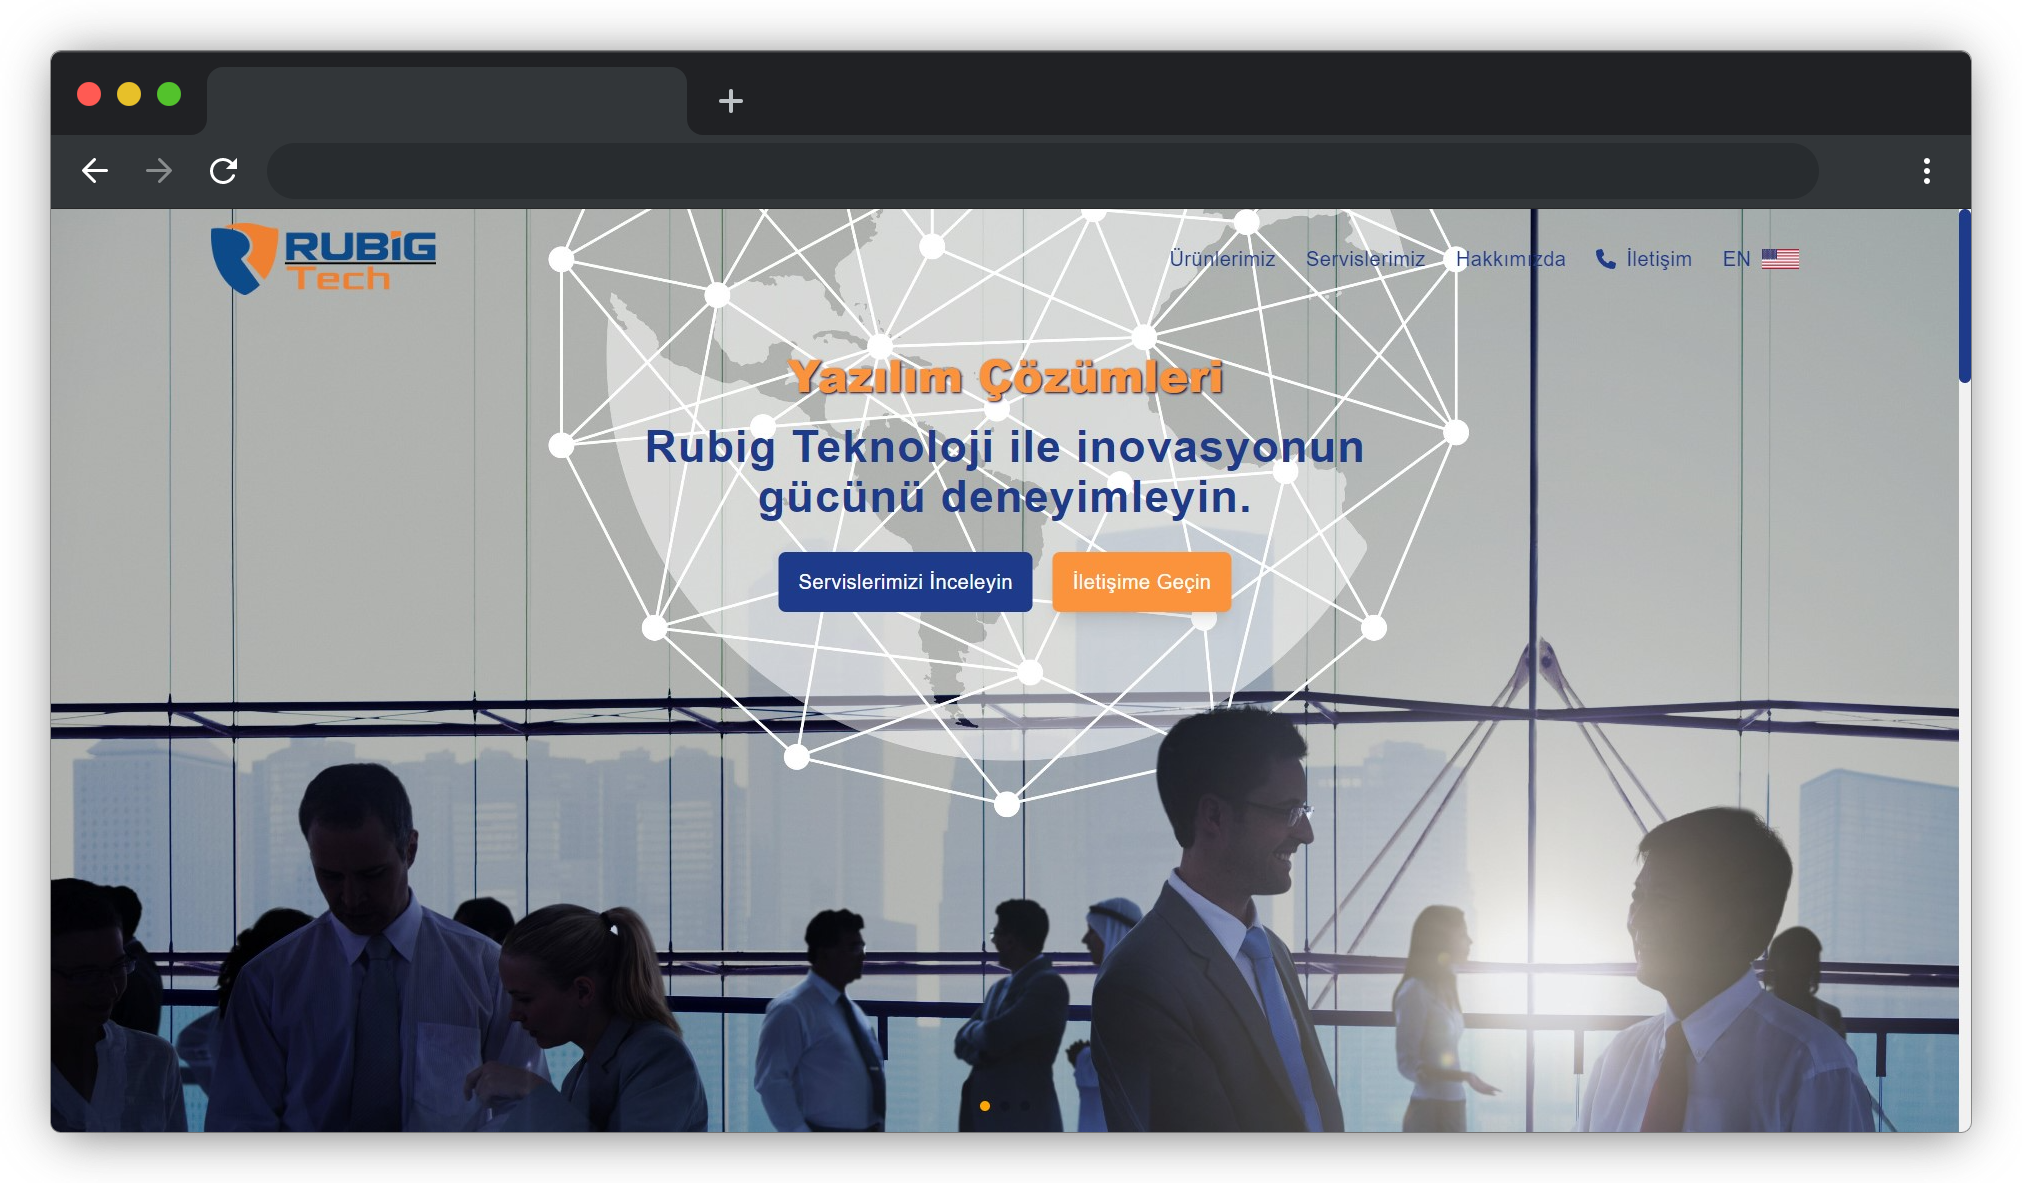 RUBiG
Tech
Ürünlerimiz
Servislerimiz
Hakkımızda
İletişim
EN
Yazılım Çözümleri
Rubig Teknoloji ile inovasyonun
gücünü deneyimleyin.
Servislerimizi İnceleyin
İletişime Geçin